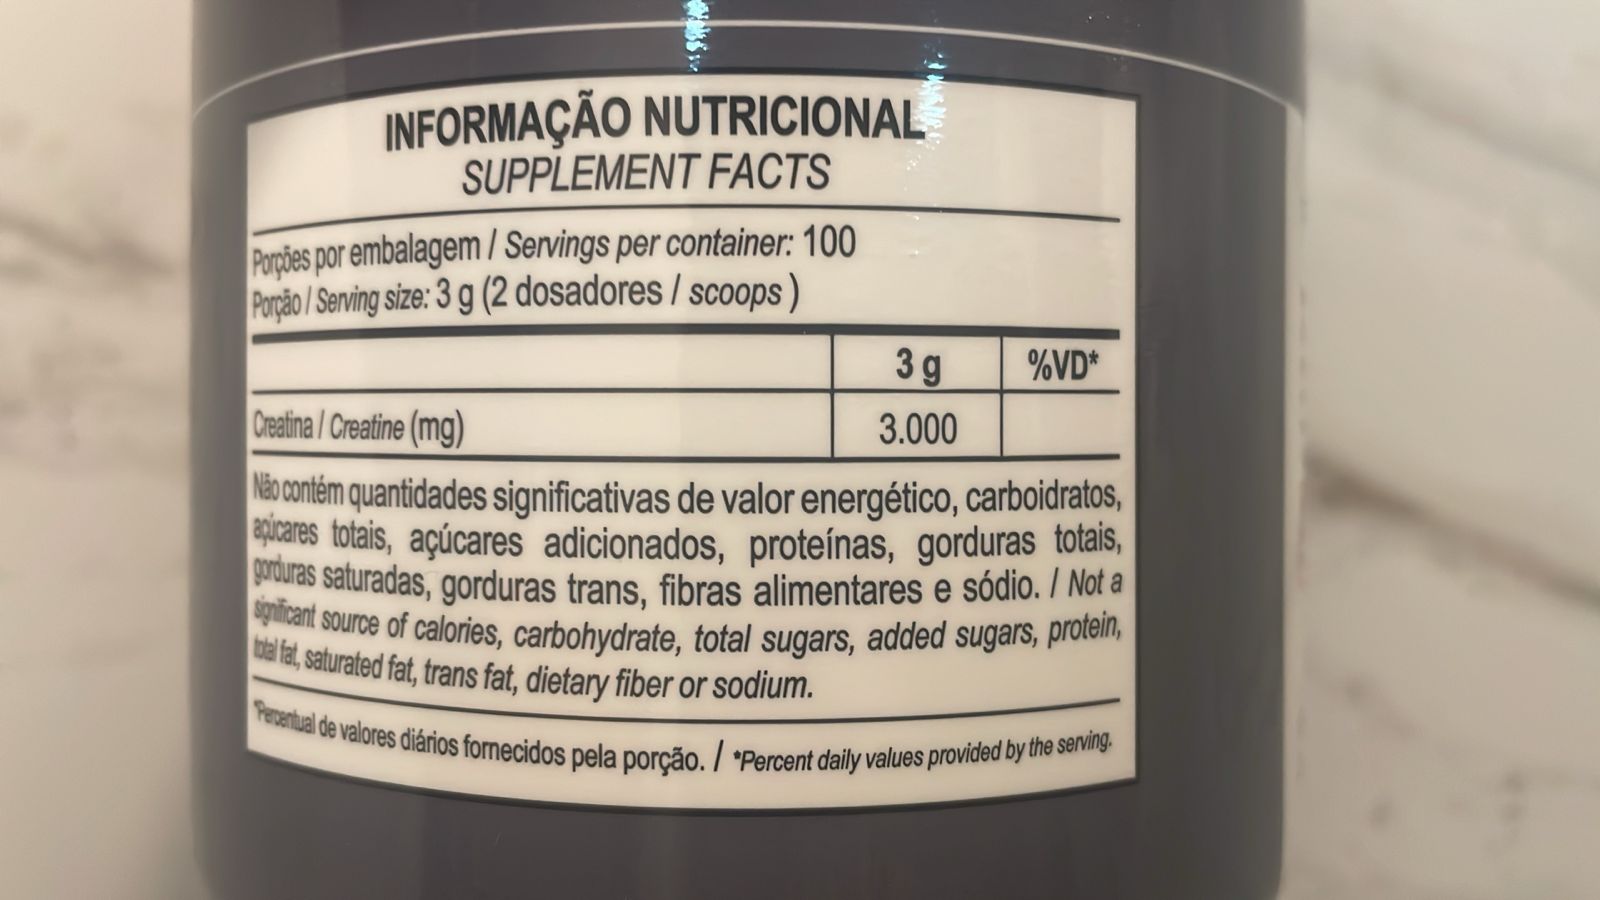 INFORMAÇÃO NUTRICIONAL
SUPPLEMENT FACTS
Porções por embalagem / Servings per container: 100
Porção / Serving size: 3 g (2 dosadores / scoops )
3 g %VD*
Creatina / Creatine (mg) 3.000
Não contém quantidades significativas de valor energético, carboidratos,
açúcares totais, açúcares adicionados, proteínas, gorduras totais,
gorduras saturadas, gorduras trans, fibras alimentares e sódio. / Not a
significant source of calories, carbohydrate, total sugars, added sugars, protein,
total fat, saturated fat, trans fat, dietary fiber or sodium.
*Percentual de valores diários fornecidos pela porção. / *Percent daily values provided by the serving.